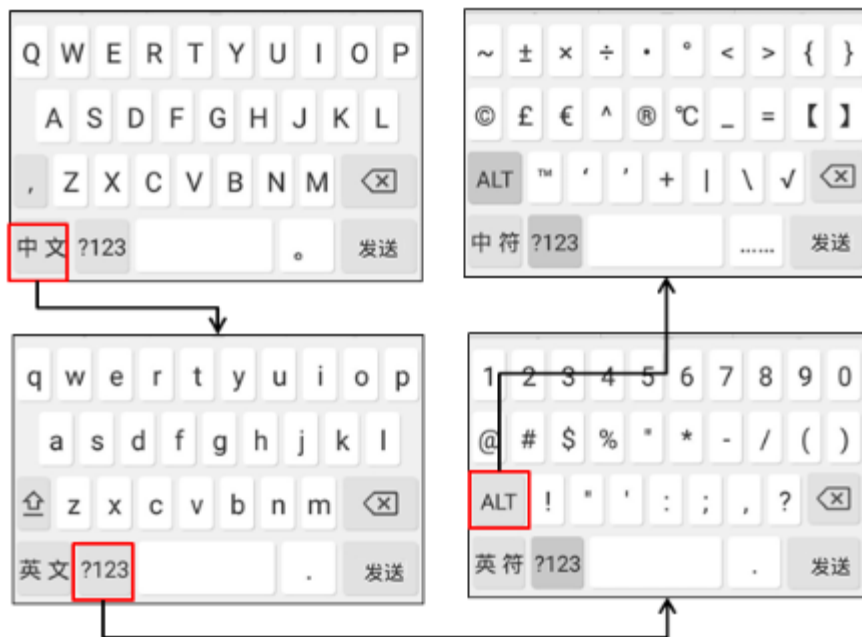 Q W E R T Y U I O P
A S D F G H J K L
, Z X C V B N M
中文 ?123 。 发送
~ ± × ÷ • ° < > { }
© £ € ^ ® ℃ _ = 【 】
ALT ™ ‘ ’ + | \ √
中符 ?123 …… 发送
q w e r t y u i o p
a s d f g h j k l
z x c v b n m
英文 ?123 . 发送
1 2 3 4 5 6 7 8 9 0
@ # $ % " * - / ( )
ALT ! " ' : ; , ?
英符 ?123 . 发送